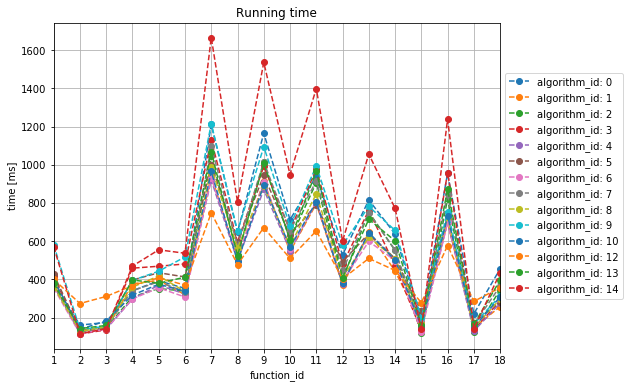 Running time
time [ms]
1600
1400
1200
1000
800
600
400
200
1 2 3 4 5 6 7 8 9 10 11 12 13 14 15 16 17 18
function_id
algorithm_id: 0
algorithm_id: 1
algorithm_id: 2
algorithm_id: 3
algorithm_id: 4
algorithm_id: 5
algorithm_id: 6
algorithm_id: 7
algorithm_id: 8
algorithm_id: 9
algorithm_id: 10
algorithm_id: 12
algorithm_id: 13
algorithm_id: 14